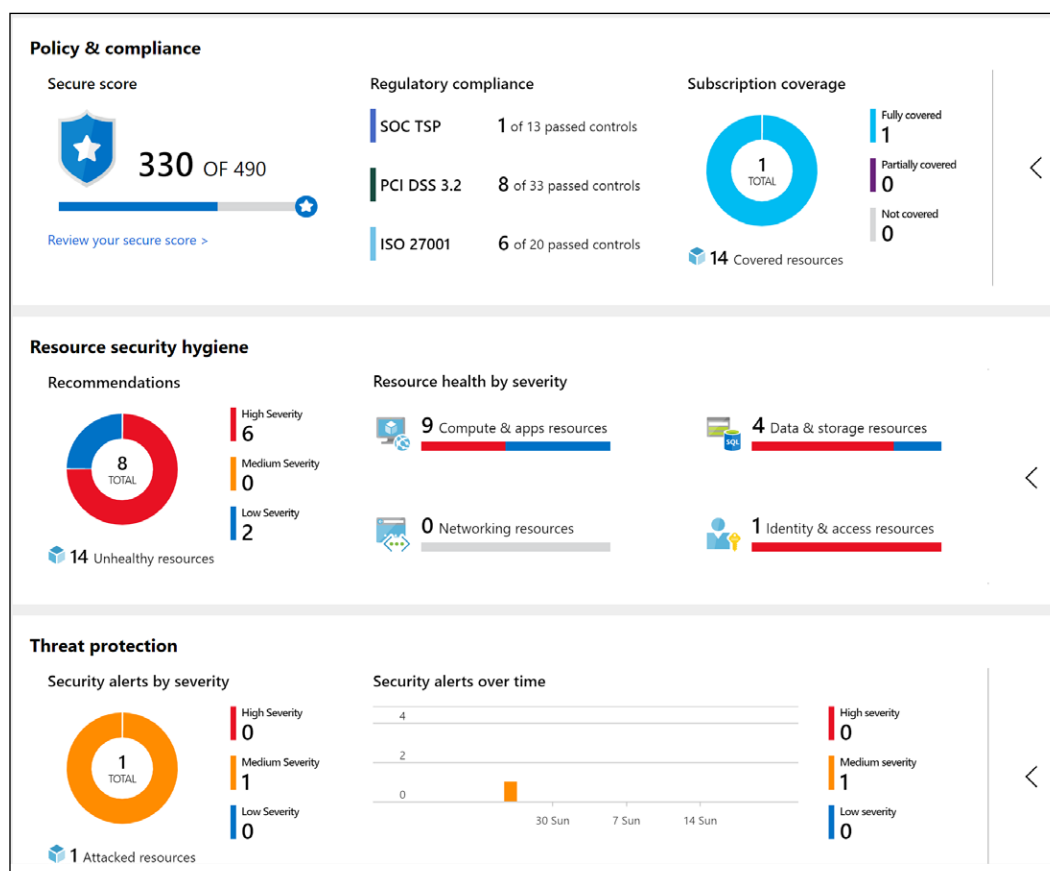 Policy & compliance
Secure score
330 OF 490
Review your secure score >
Regulatory compliance
SOC TSP 1 of 13 passed controls
PCI DSS 3.2 8 of 33 passed controls
ISO 27001 6 of 20 passed controls
Subscription coverage
1
TOTAL
Fully covered
1
Partially covered
0
Not covered
0
14 Covered resources
Resource security hygiene
Recommendations
8
TOTAL
High Severity
6
Medium Severity
0
Low Severity
2
14 Unhealthy resources
Resource health by severity
9 Compute & apps resources
SQL
4 Data & storage resources
0 Networking resources
1 Identity & access resources
Threat protection
Security alerts by severity
1
TOTAL
High Severity
0
Medium Severity
1
Low Severity
0
1 Attacked resources
Security alerts over time
4
2
0
30 Sun 7 Sun 14 Sun
High severity
0
Medium severity
1
Low severity
0